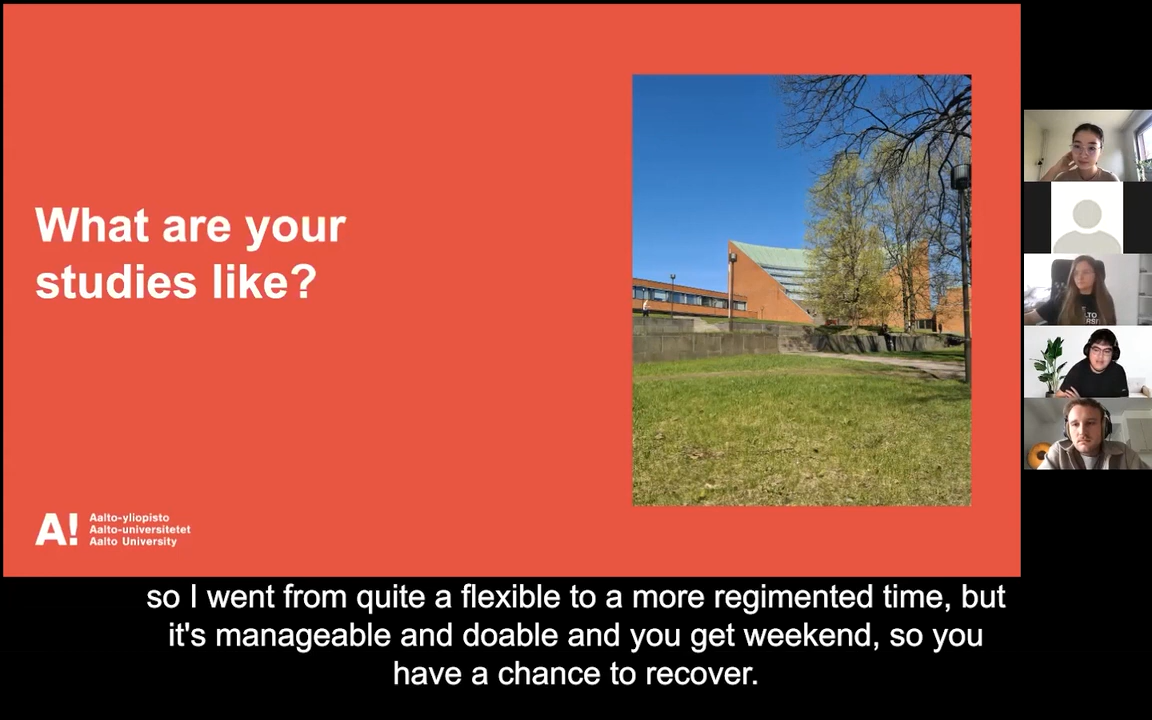 What are your
studies like?
A! Aalto-yliopisto
Aalto-universitetet
Aalto University
so I went from quite a flexible to a more regimented time, but
it's manageable and doable and you get weekend, so you
have a chance to recover.